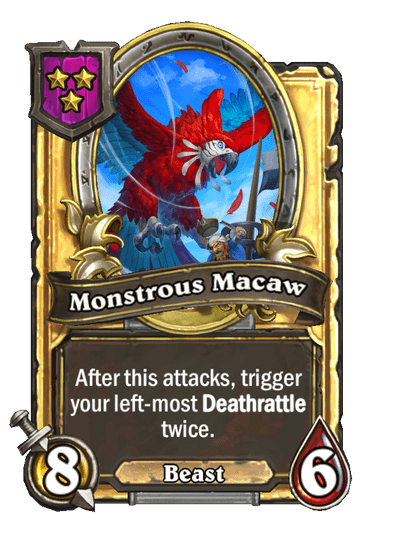 Monstrous Macaw
After this attacks, trigger
your left-most Deathrattle
twice.
8
Beast
6